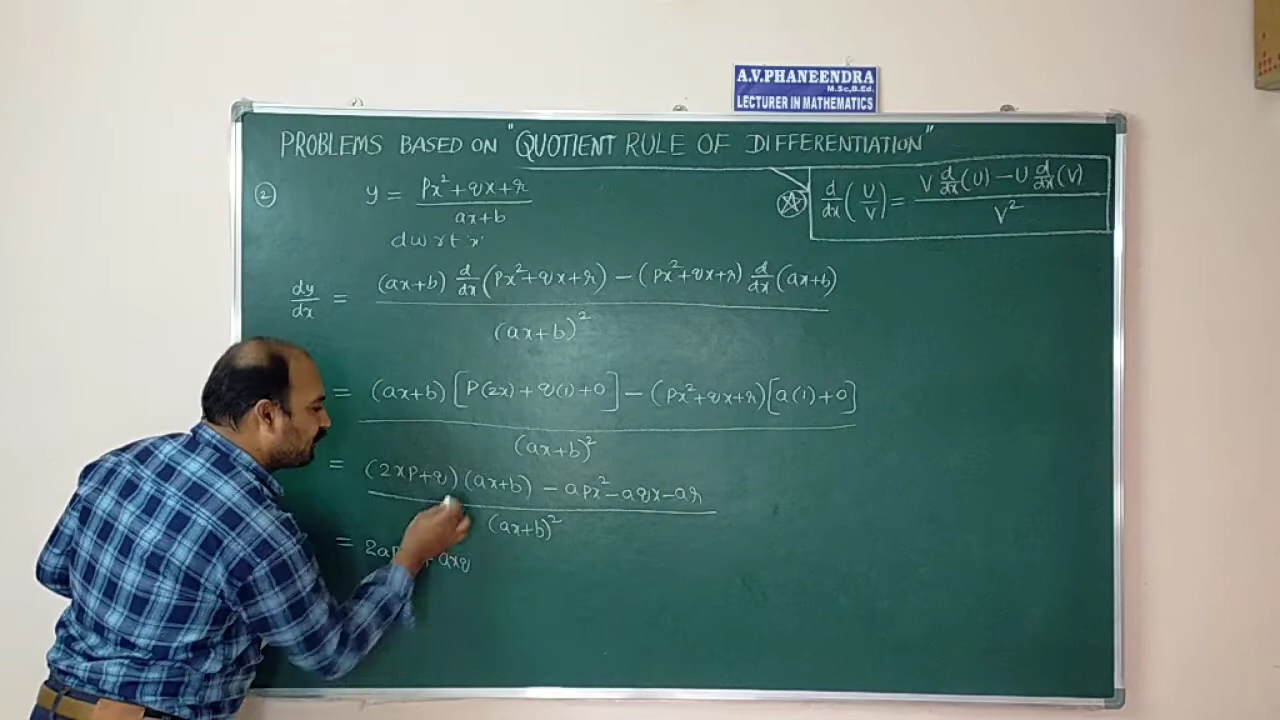 A.V.PHANEENDRA
M.Sc,B.Ed.
LECTURER IN MATHEMATICS
PROBLEMS BASED ON "QUOTIENT RULE OF DIFFERENTIATION"
d/dx (U/V) = (V d/dx (U) − U d/dx (V)) / V²
② y = (px²+qx+r) / (ax+b)
d w r t 'x'
dy/dx = ((ax+b) d/dx (px²+qx+r) − (px²+qx+r) d/dx (ax+b)) / (ax+b)²
= ((ax+b) [p(2x)+q(1)+0] − (px²+qx+r)[a(1)+0]) / (ax+b)²
= ((2xp+q)(ax+b) − apx²−aqx−ar) / (ax+b)²
= 2ap + axq